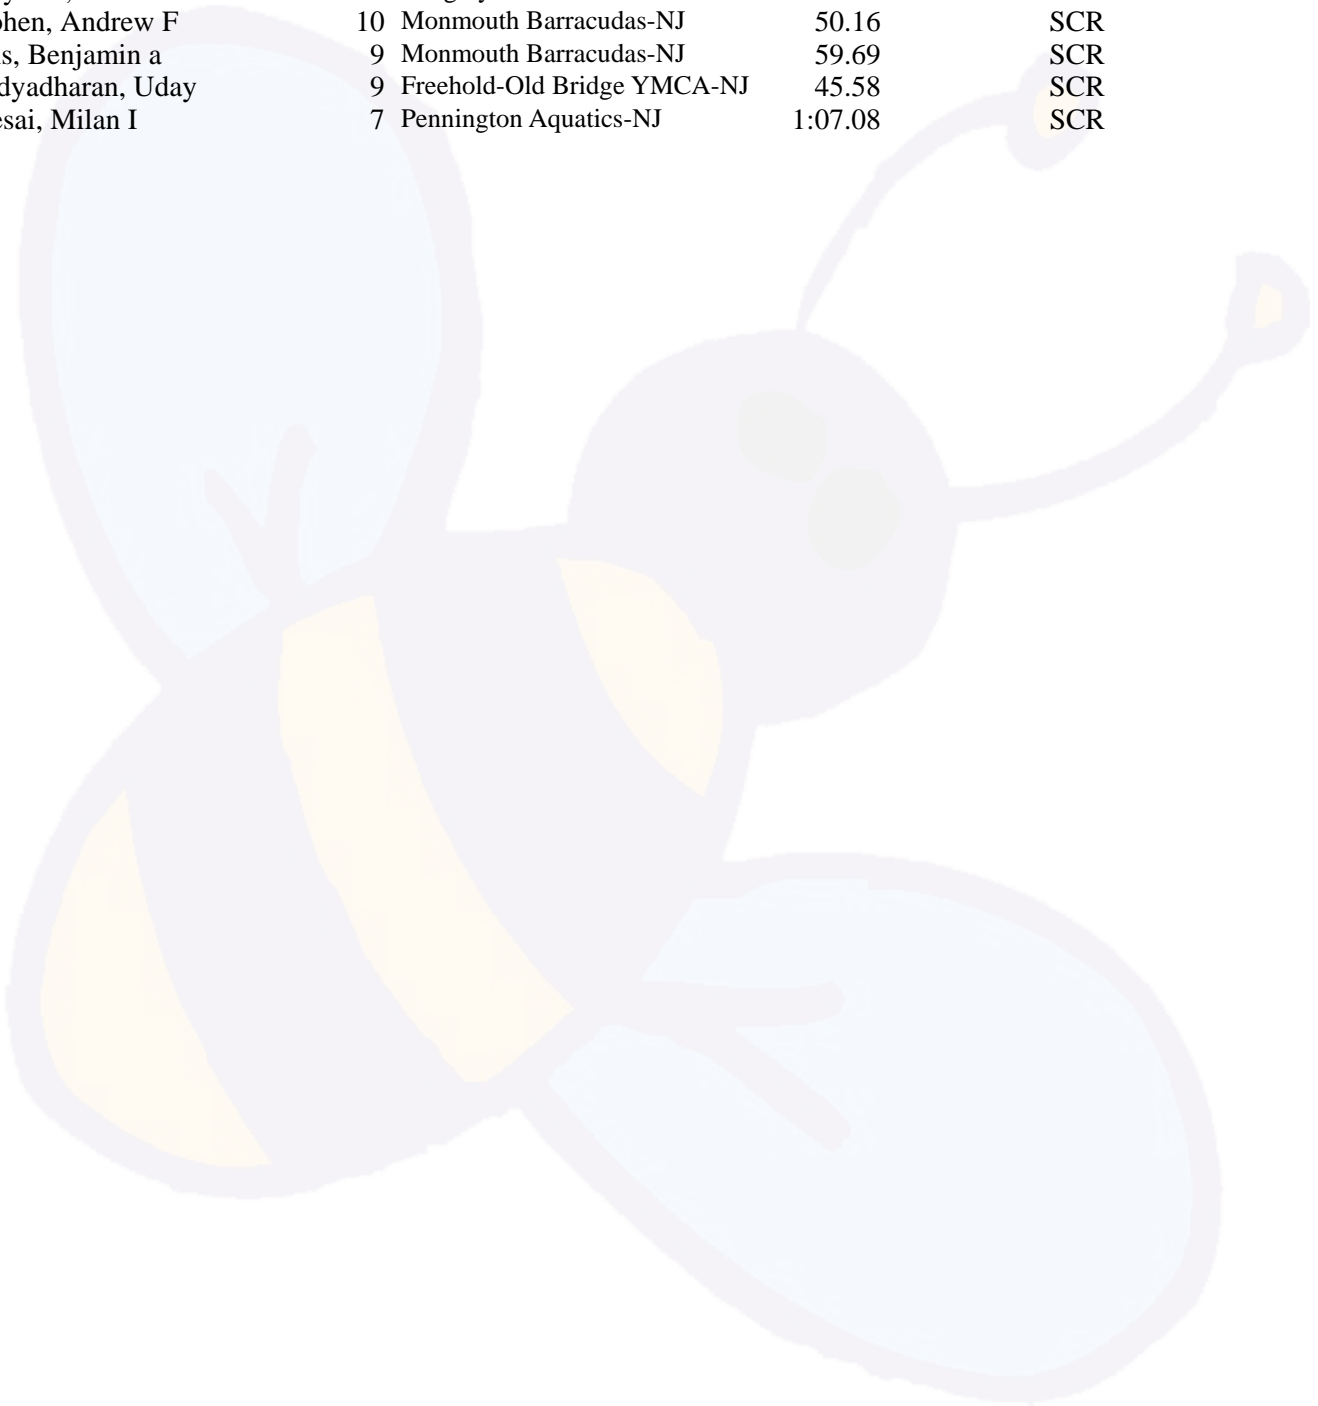 hen, Andrew F 10 Monmouth Barracudas-NJ 50.16 SCR
s, Benjamin a 9 Monmouth Barracudas-NJ 59.69 SCR
dyadharan, Uday 9 Freehold-Old Bridge YMCA-NJ 45.58 SCR
esai, Milan I 7 Pennington Aquatics-NJ 1:07.08 SCR